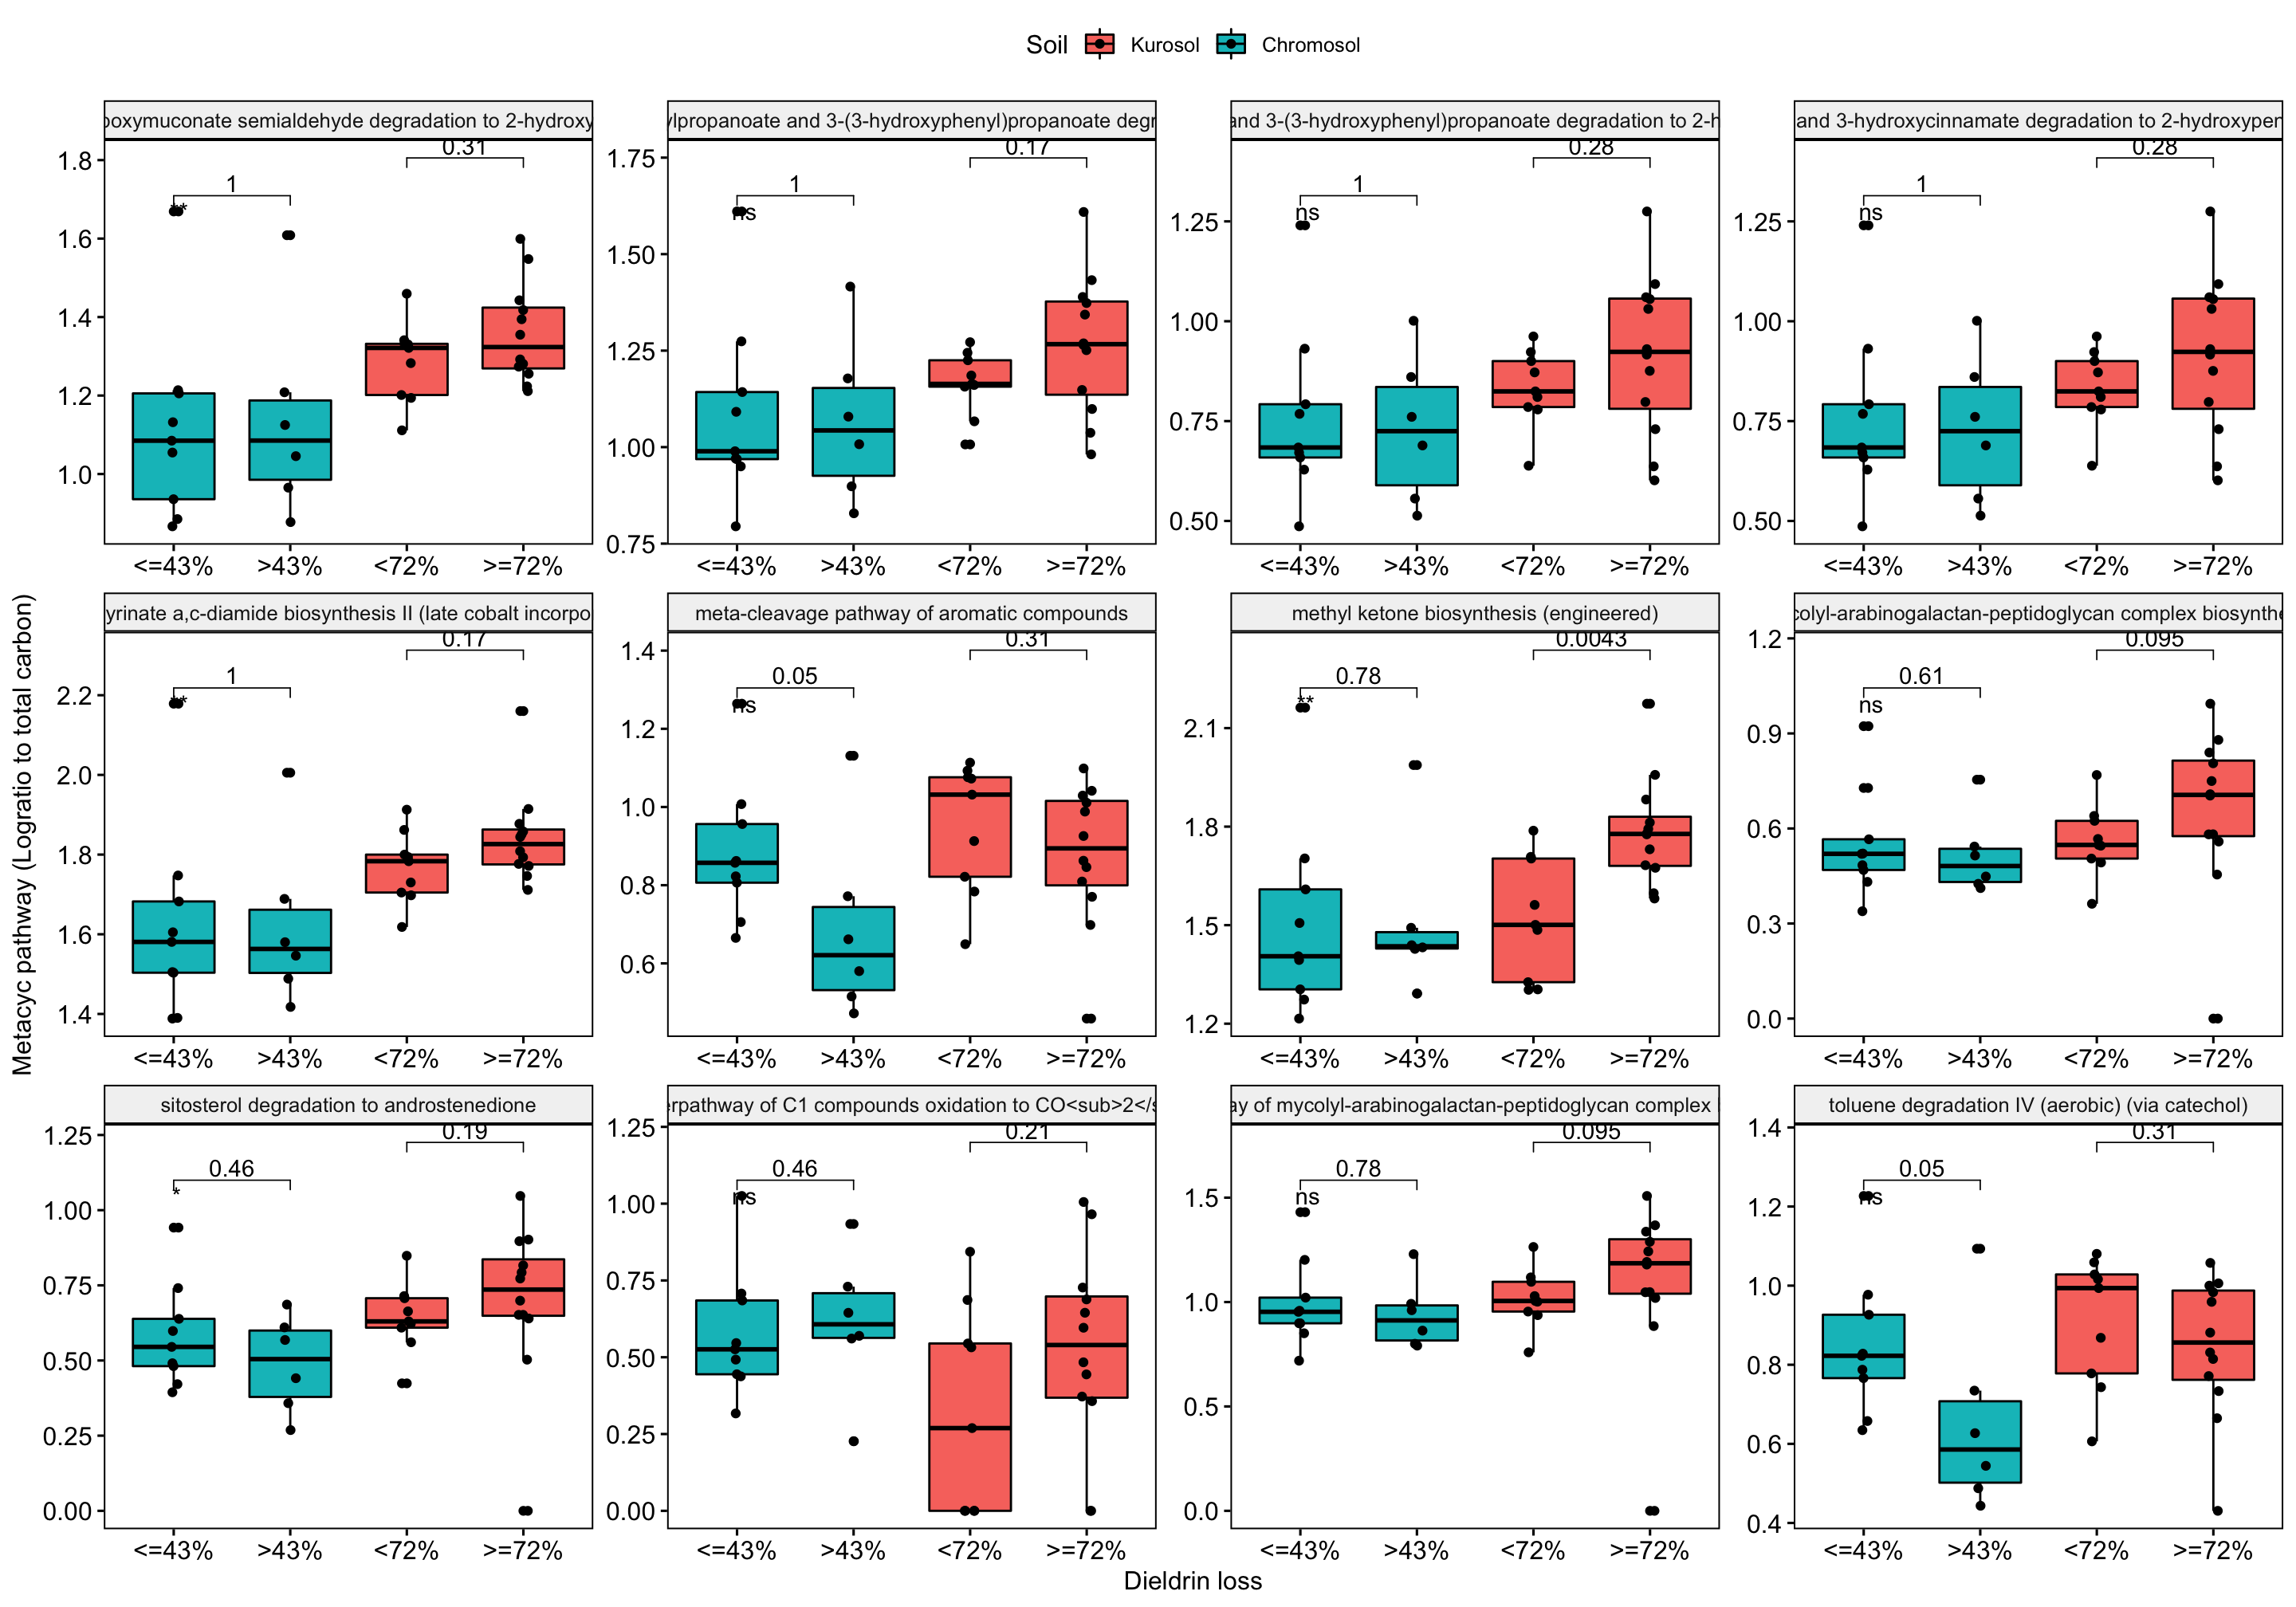 Soil Kurosol Chromosol
ooxymuconate semialdehyde degradation to 2-hydroxy
ylpropanoate and 3-(3-hydroxyphenyl)propanoate degr
and 3-(3-hydroxyphenyl)propanoate degradation to 2-h
and 3-hydroxycinnamate degradation to 2-hydroxypen
0.31
1
**
1.8
1.6
1.4
1.2
1.0
<=43% >43% <72% >=72%
0.17
1
ns
1.75
1.50
1.25
1.00
0.75
<=43% >43% <72% >=72%
0.28
1
ns
1.25
1.00
0.75
0.50
<=43% >43% <72% >=72%
0.28
1
ns
1.25
1.00
0.75
0.50
<=43% >43% <72% >=72%
Metacyc pathway (Logratio to total carbon)
yrinate a,c-diamide biosynthesis II (late cobalt incorpo
meta-cleavage pathway of aromatic compounds
methyl ketone biosynthesis (engineered)
colyl-arabinogalactan-peptidoglycan complex biosynthe
0.17
1
**
2.2
2.0
1.8
1.6
1.4
<=43% >43% <72% >=72%
0.31
0.05
ns
1.4
1.2
1.0
0.8
0.6
<=43% >43% <72% >=72%
0.0043
0.78
**
2.1
1.8
1.5
1.2
<=43% >43% <72% >=72%
0.095
0.61
ns
1.2
0.9
0.6
0.3
0.0
<=43% >43% <72% >=72%
sitosterol degradation to androstenedione
erpathway of C1 compounds oxidation to CO<sub>2</s
ay of mycolyl-arabinogalactan-peptidoglycan complex
toluene degradation IV (aerobic) (via catechol)
0.19
0.46
*
1.25
1.00
0.75
0.50
0.25
0.00
<=43% >43% <72% >=72%
0.21
0.46
ns
1.25
1.00
0.75
0.50
0.25
0.00
<=43% >43% <72% >=72%
0.095
0.78
ns
1.5
1.0
0.5
0.0
<=43% >43% <72% >=72%
0.31
0.05
ns
1.4
1.2
1.0
0.8
0.6
0.4
<=43% >43% <72% >=72%
Dieldrin loss